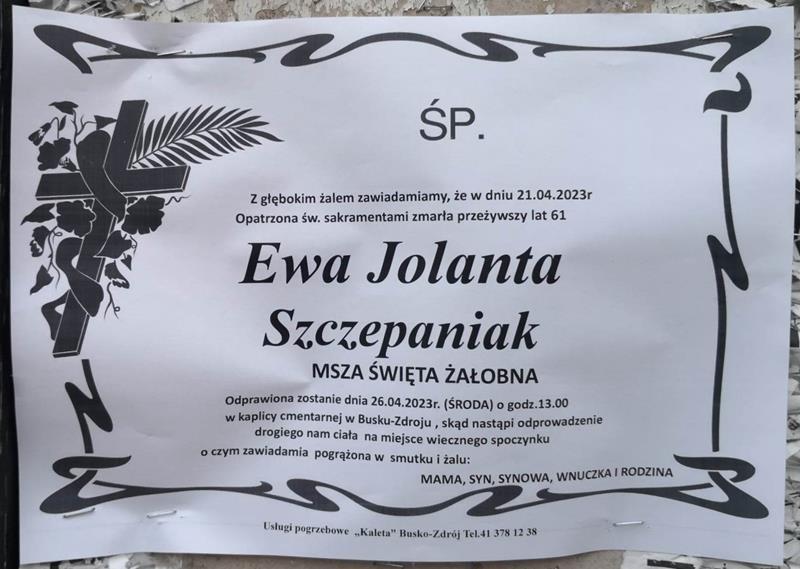 ŚP.
Z głębokim żalem zawiadamiamy, że w dniu 21.04.2023r
Opatrzona św. sakramentami zmarła przeżywszy lat 61
Ewa Jolanta
Szczepaniak
MSZA ŚWIĘTA ŻAŁOBNA
Odprawiona zostanie dnia 26.04.2023r. (ŚRODA) o godz.13.00
w kaplicy cmentarnej w Busku-Zdroju , skąd nastąpi odprowadzenie
drogiego nam ciała na miejsce wiecznego spoczynku
o czym zawiadamia pogrążona w smutku i żalu:
MAMA, SYN, SYNOWA, WNUCZKA I RODZINA
Usługi pogrzebowe „Kaleta" Busko-Zdrój Tel.41 378 12 38